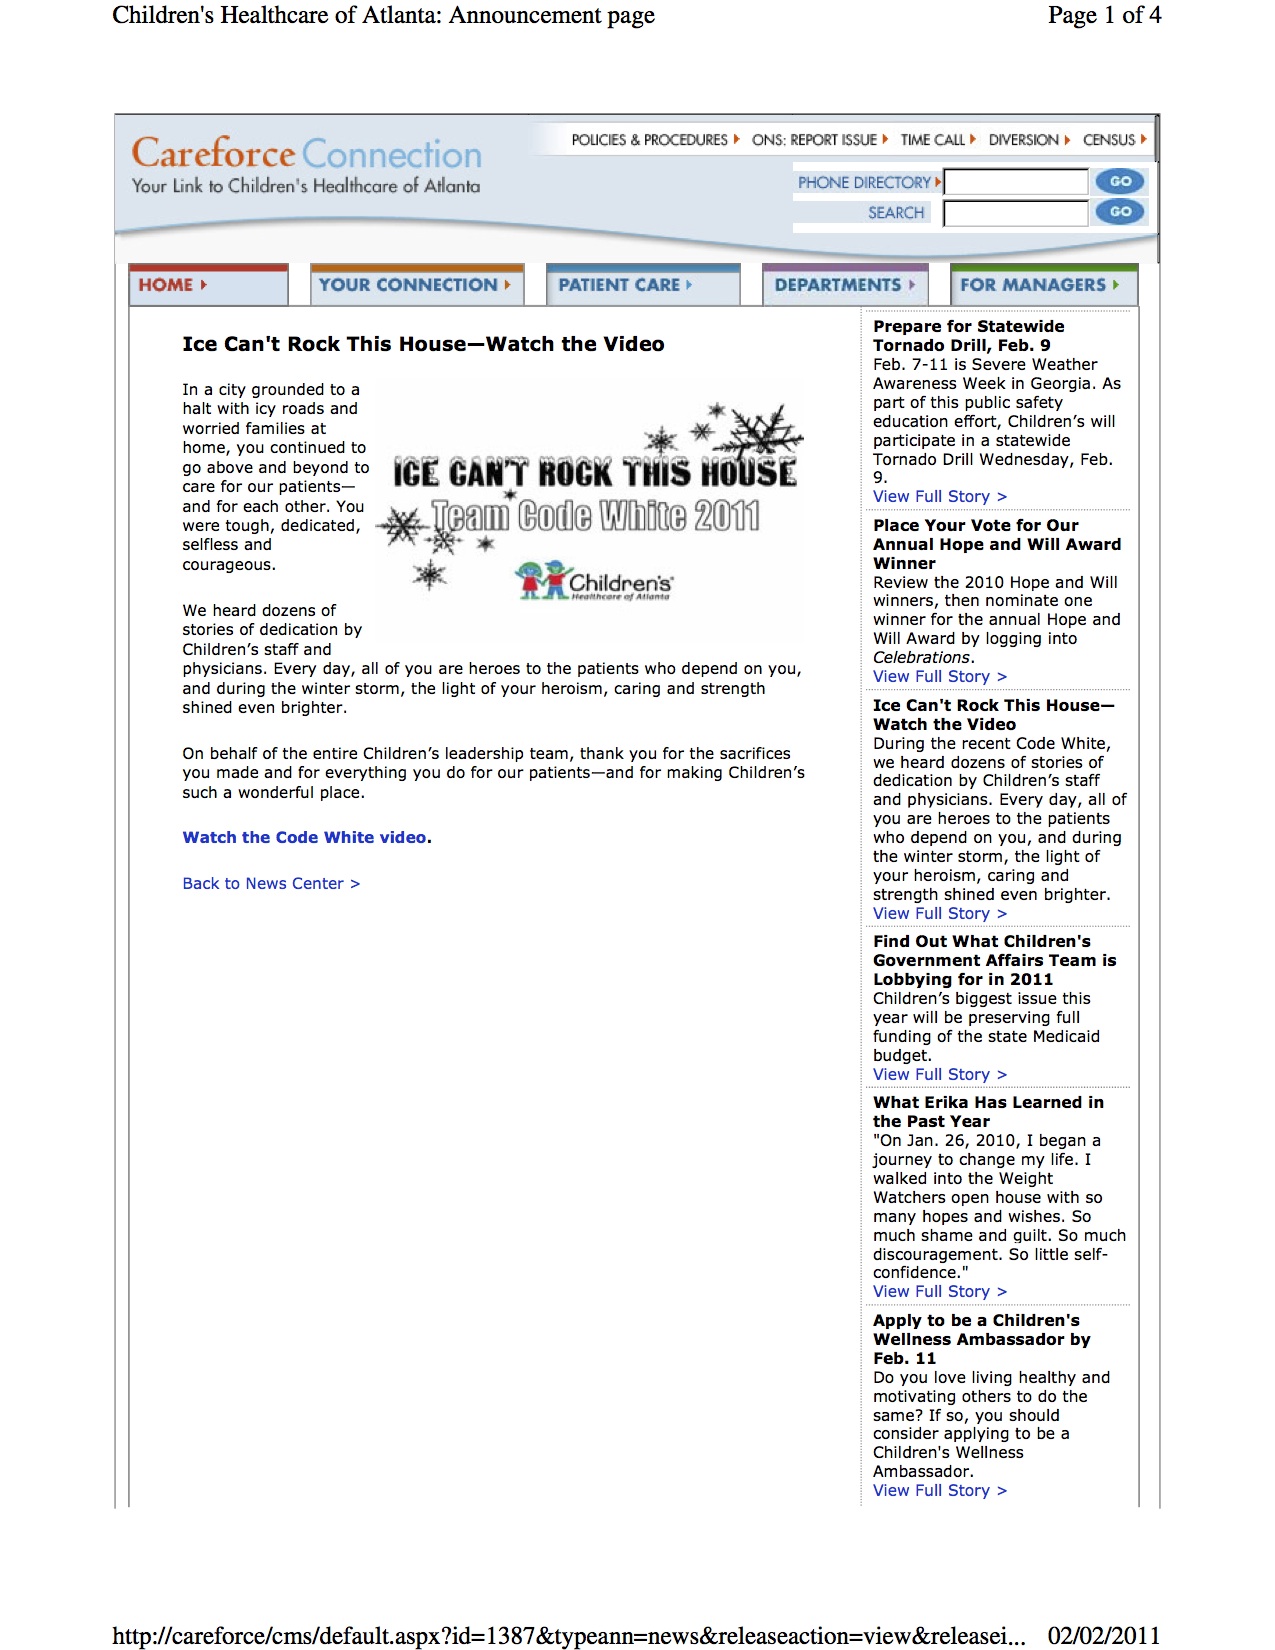 Children's Healthcare of Atlanta: Announcement page
Page 1 of 4
Careforce Connection
Your Link to Children's Healthcare of Atlanta
POLICIES & PROCEDURES
ONS: REPORT ISSUE
TIME CALL
DIVERSION
CENSUS
PHONE DIRECTORY
GO
SEARCH
GO
HOME
YOUR CONNECTION
PATIENT CARE
DEPARTMENTS
FOR MANAGERS
Ice Can't Rock This House—Watch the Video
In a city grounded to a
halt with icy roads and
worried families at
home, you continued to
go above and beyond to
care for our patients—
and for each other. You
were tough, dedicated,
selfless and
courageous.
ICE CAN'T ROCK THIS HOUSE
Team Code White 2011
Children's
Healthcare of Atlanta
We heard dozens of
stories of dedication by
Children’s staff and
physicians. Every day, all of you are heroes to the patients who depend on you,
and during the winter storm, the light of your heroism, caring and strength
shined even brighter.
On behalf of the entire Children’s leadership team, thank you for the sacrifices
you made and for everything you do for our patients—and for making Children’s
such a wonderful place.
Watch the Code White video.
Back to News Center >
Prepare for Statewide
Tornado Drill, Feb. 9
Feb. 7-11 is Severe Weather
Awareness Week in Georgia. As
part of this public safety
education effort, Children’s will
participate in a statewide
Tornado Drill Wednesday, Feb.
9.
View Full Story >
Place Your Vote for Our
Annual Hope and Will Award
Winner
Review the 2010 Hope and Will
winners, then nominate one
winner for the annual Hope and
Will Award by logging into
Celebrations.
View Full Story >
Ice Can't Rock This House—
Watch the Video
During the recent Code White,
we heard dozens of stories of
dedication by Children’s staff
and physicians. Every day, all of
you are heroes to the patients
who depend on you, and during
the winter storm, the light of
your heroism, caring and
strength shined even brighter.
View Full Story >
Find Out What Children's
Government Affairs Team is
Lobbying for in 2011
Children’s biggest issue this
year will be preserving full
funding of the state Medicaid
budget.
View Full Story >
What Erika Has Learned in
the Past Year
"On Jan. 26, 2010, I began a
journey to change my life. I
walked into the Weight
Watchers open house with so
many hopes and wishes. So
much shame and guilt. So much
discouragement. So little self-
confidence."
View Full Story >
Apply to be a Children's
Wellness Ambassador by
Feb. 11
Do you love living healthy and
motivating others to do the
same? If so, you should
consider applying to be a
Children's Wellness
Ambassador.
View Full Story >
http://careforce/cms/default.aspx?id=1387&typeann=news&releaseaction=view&releasei...
02/02/2011